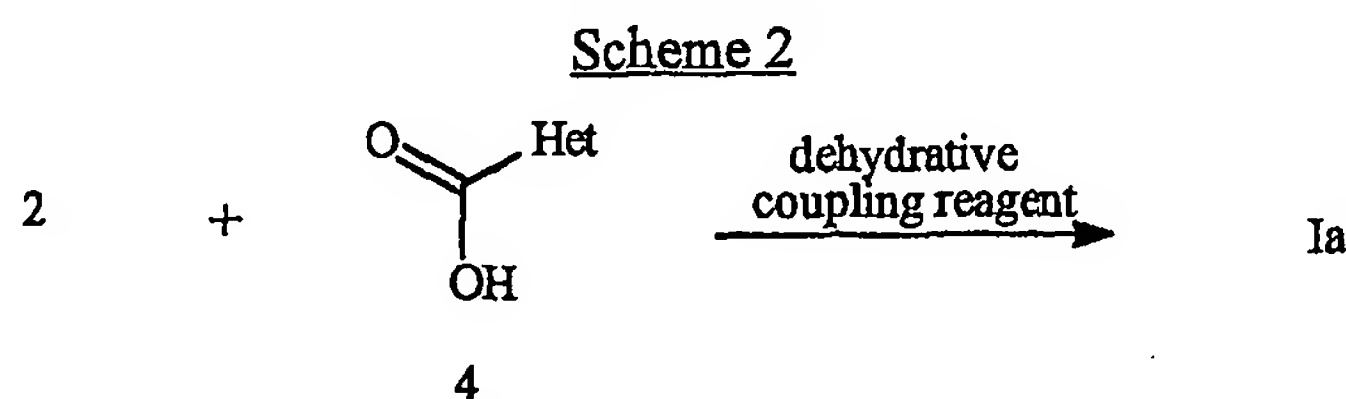 Scheme 2
O
Het
dehydrative
coupling reagent
2
+
Ia
OH
4